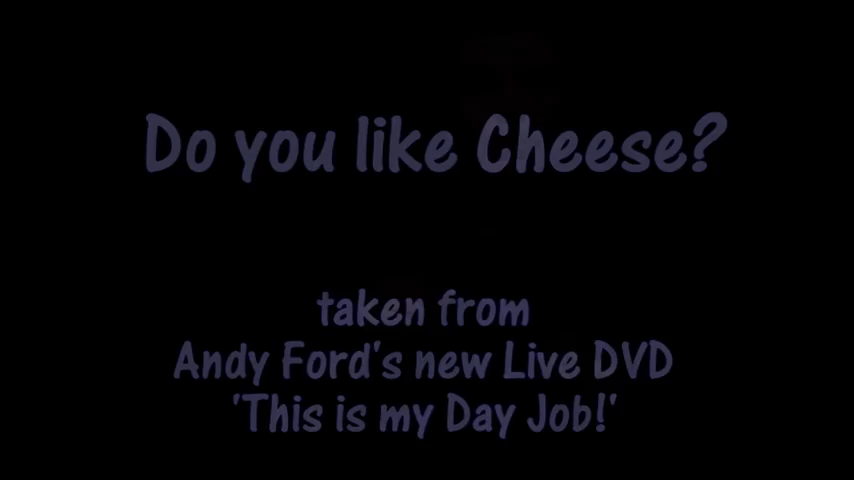 Do you like Cheese?
taken from
Andy Ford's new Live DVD
'This is my Day Job!'